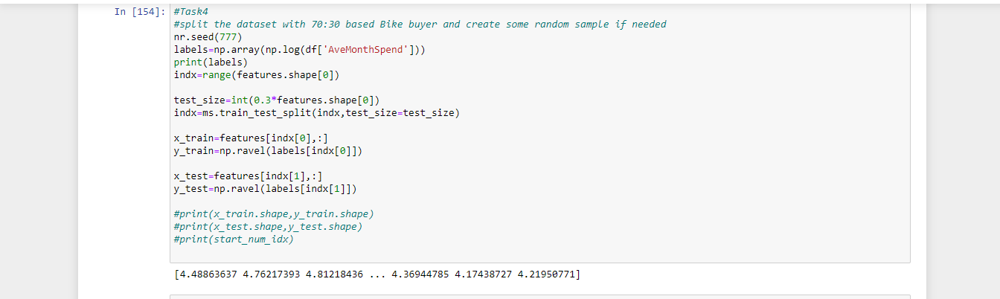 In [154]: #Task4
#split the dataset with 70:30 based Bike buyer and create some random sample if needed
nr.seed(777)
labels=np.array(np.log(df['AveMonthSpend']))
print(labels)
indx=range(features.shape[0])
test_size=int(0.3*features.shape[0])
indx=ms.train_test_split(indx,test_size=test_size)
x_train=features[indx[0],:]
y_train=np.ravel(labels[indx[0]])
x_test=features[indx[1],:]
y_test=np.ravel(labels[indx[1]])
#print(x_train.shape,y_train.shape)
#print(x_test.shape,y_test.shape)
#print(start_num_idx)
[4.48863637 4.76217393 4.81218436 ... 4.36944785 4.17438727 4.21950771]